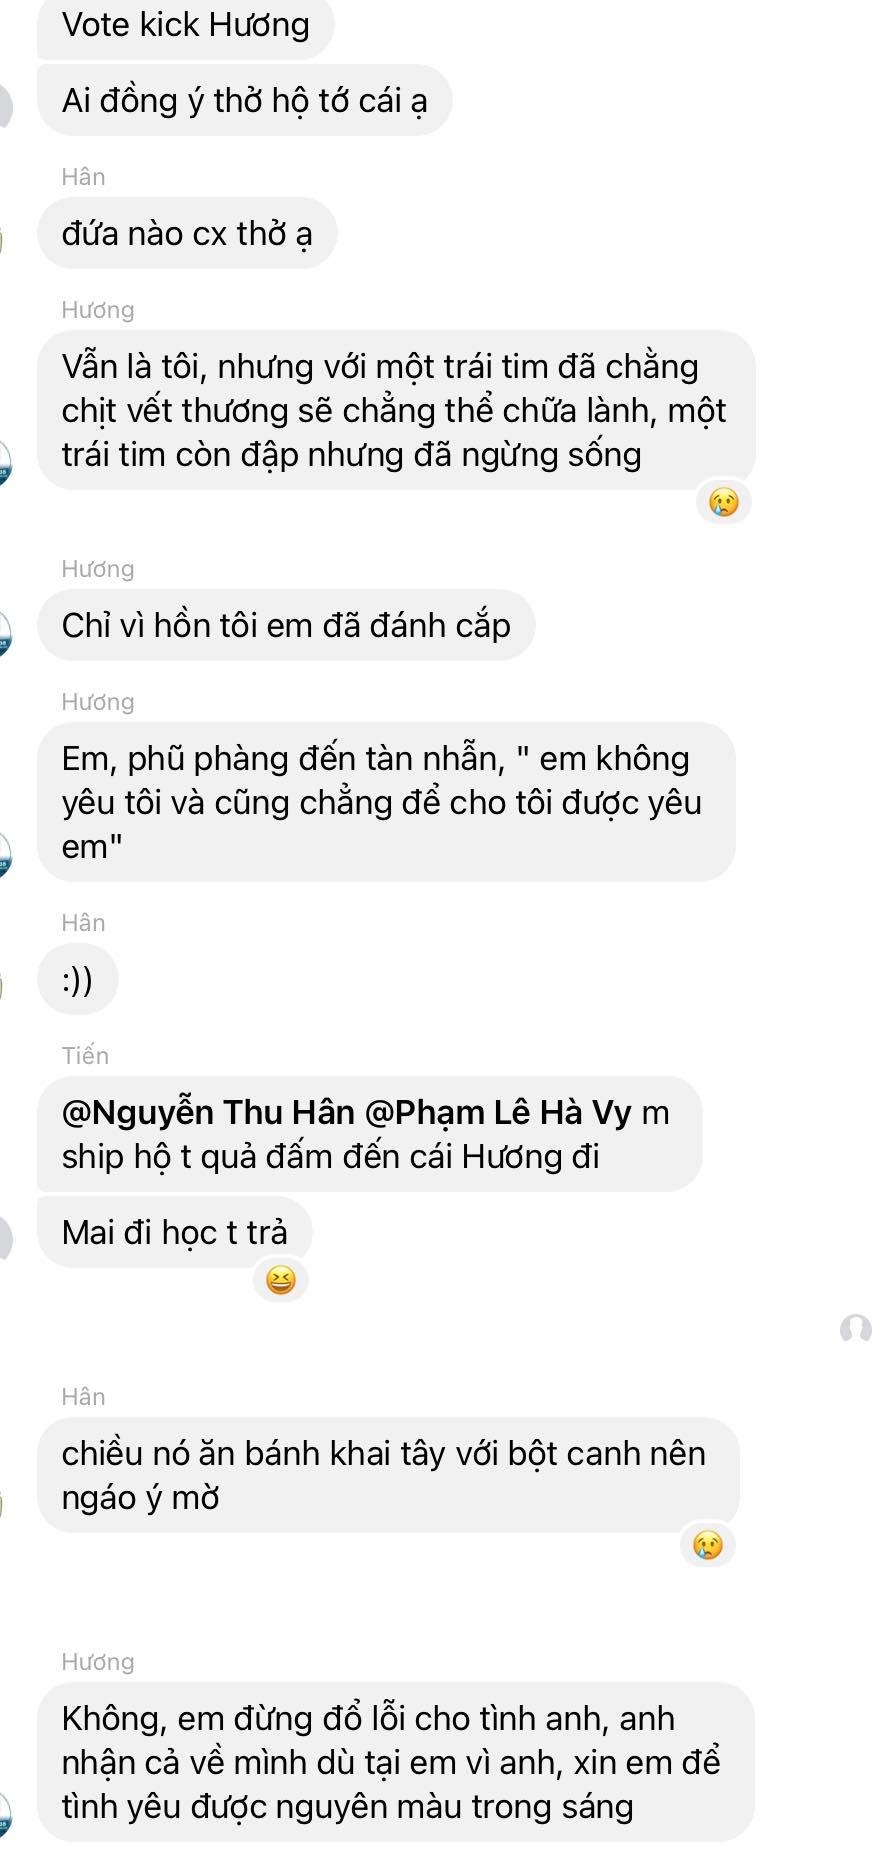 Vote kick Hương
Ai đồng ý thở hộ tớ cái ạ
Hân
đứa nào cx thở ạ
Hương
Vẫn là tôi, nhưng với một trái tim đã chằng
chịt vết thương sẽ chẳng thể chữa lành, một
trái tim còn đập nhưng đã ngừng sống
Hương
Chỉ vì hồn tôi em đã đánh cắp
Hương
Em, phũ phàng đến tàn nhẫn, " em không
yêu tôi và cũng chẳng để cho tôi được yêu
em"
Hân
:))
Tiến
@Nguyễn Thu Hân @Phạm Lê Hà Vy m
ship hộ t quả đấm đến cái Hương đi
Mai đi học t trả
Hân
chiều nó ăn bánh khai tây với bột canh nên
ngáo ý mờ
Hương
Không, em đừng đổ lỗi cho tình anh, anh
nhận cả về mình dù tại em vì anh, xin em để
tình yêu được nguyên màu trong sáng